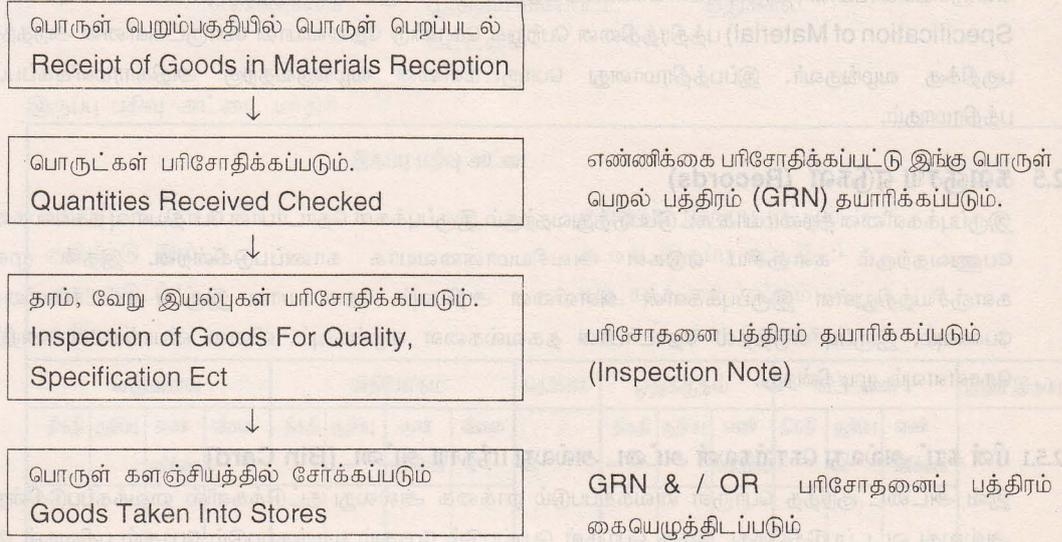 பொருள் பெறும்பகுதியில் பொருள் பெறப்படல்
Receipt of Goods in Materials Reception
பொருட்கள் பரிசோதிக்கப்படும்.
Quantities Received Checked
எண்ணிக்கை பரிசோதிக்கப்பட்டு இங்கு பொருள்
பெறல் பத்திரம் (GRN) தயாரிக்கப்படும்.
தரம், வேறு இயல்புகள் பரிசோதிக்கப்படும்.
Inspection of Goods For Quality,
Specification Ect
பரிசோதனை பத்திரம் தயாரிக்கப்படும்
(Inspection Note)
பொருள் களஞ்சியத்தில் சேர்க்கப்படும்
Goods Taken Into Stores
GRN & / OR பரிசோதனைப் பத்திரம்
கையெழுத்திடப்படும்